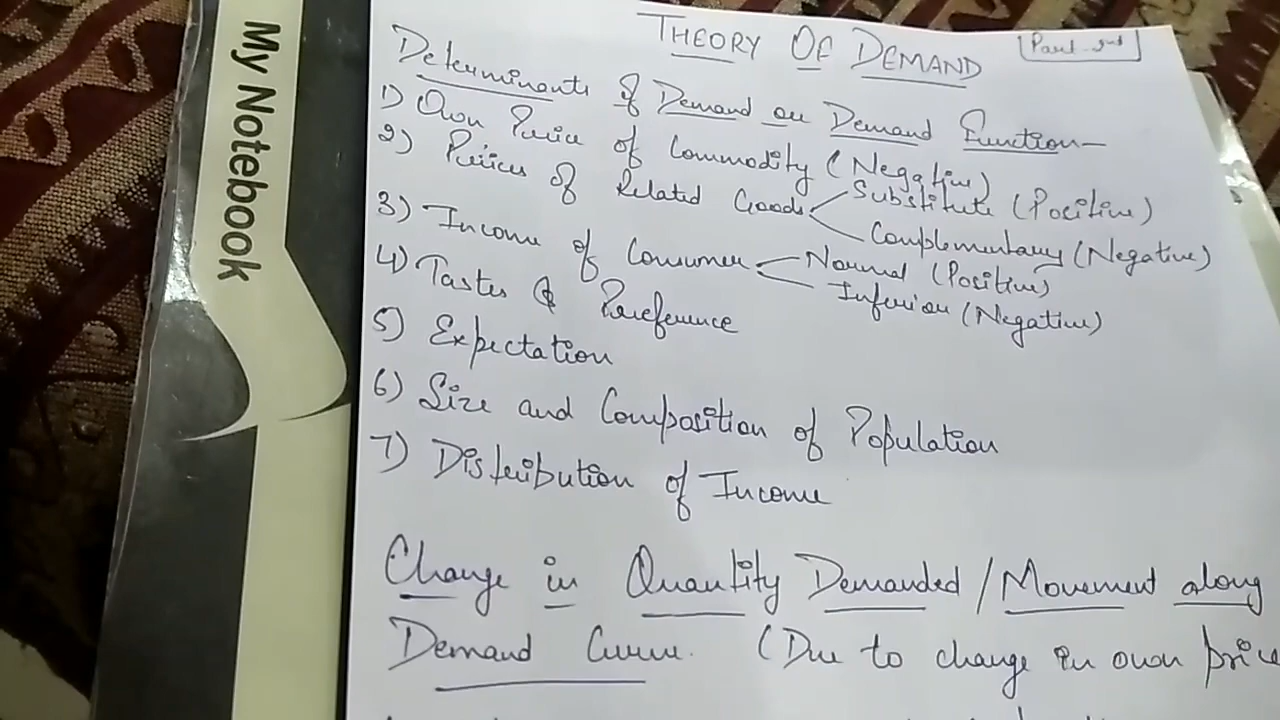 My Notebook
THEORY OF DEMAND
Determinants of Demand or Demand Function-
1) Own Price of Commodity (Negative)
2) Prices of Related Goods
Substitute (Positive)
Complementary (Negative)
3) Income of Consumer
Normal (Positive)
Inferior (Negative)
4) Tastes & Preference
5) Expectation
6) Size and Composition of Population
7) Distribution of Income
Change in Quantity Demanded / Movement along
Demand Curve. (Due to change in own price